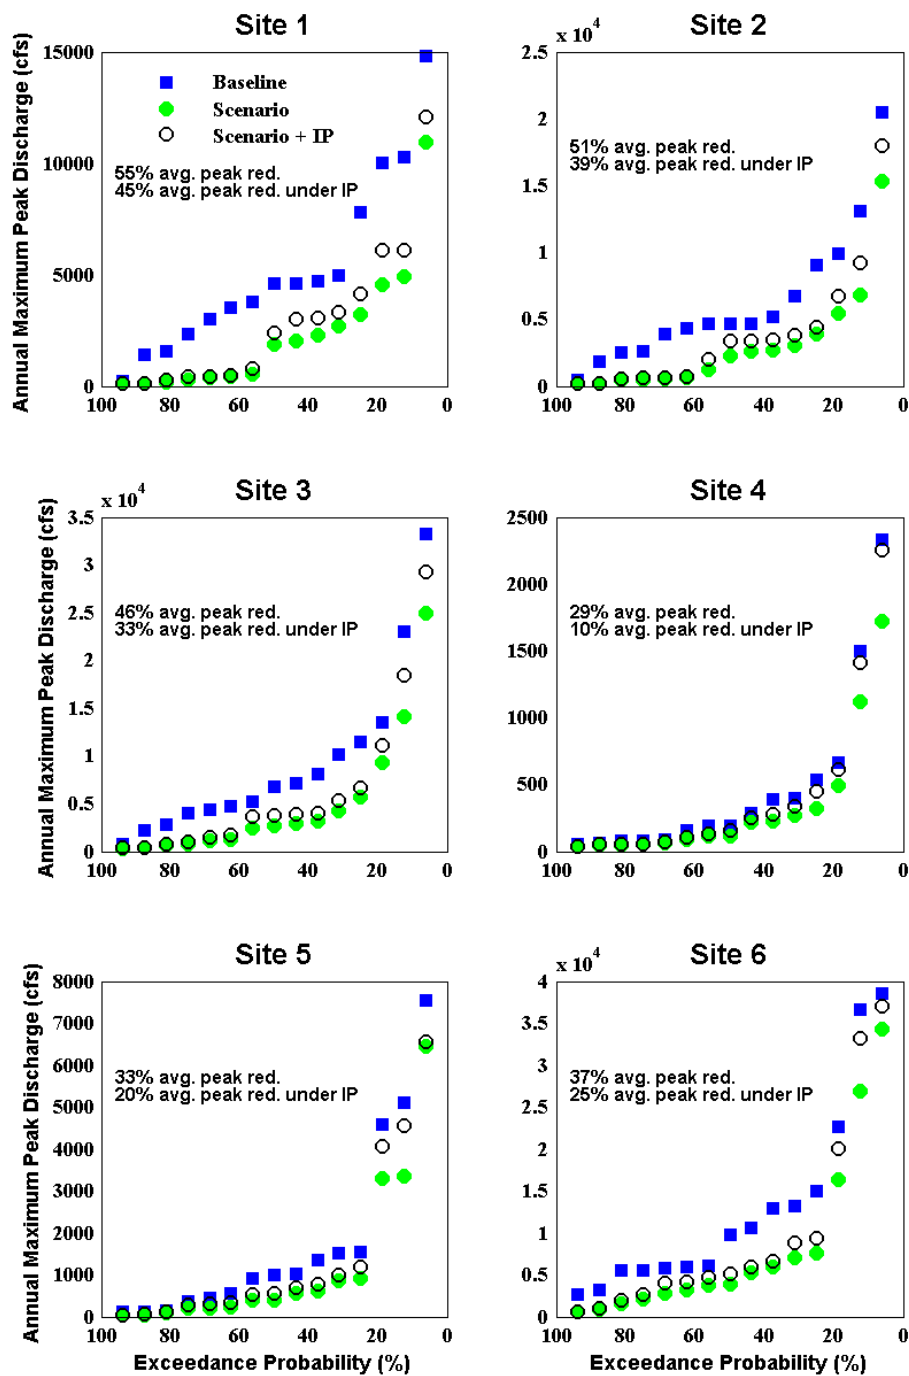 Site 1
Annual Maximum Peak Discharge (cfs)
15000
10000
5000
0
Baseline
Scenario
Scenario + IP
55% avg. peak red.
45% avg. peak red. under IP
100 80 60 40 20 0
Site 2
x 10^4
2.5
2
1.5
1
0.5
0
51% avg. peak red.
39% avg. peak red. under IP
100 80 60 40 20 0
Site 3
x 10^4
Annual Maximum Peak Discharge (cfs)
3.5
3
2.5
2
1.5
1
0.5
0
46% avg. peak red.
33% avg. peak red. under IP
100 80 60 40 20 0
Site 4
2500
2000
1500
1000
500
0
29% avg. peak red.
10% avg. peak red. under IP
100 80 60 40 20 0
Site 5
Annual Maximum Peak Discharge (cfs)
8000
7000
6000
5000
4000
3000
2000
1000
0
33% avg. peak red.
20% avg. peak red. under IP
100 80 60 40 20 0
Exceedance Probability (%)
Site 6
x 10^4
4
3.5
3
2.5
2
1.5
1
0.5
0
37% avg. peak red.
25% avg. peak red. under IP
100 80 60 40 20 0
Exceedance Probability (%)